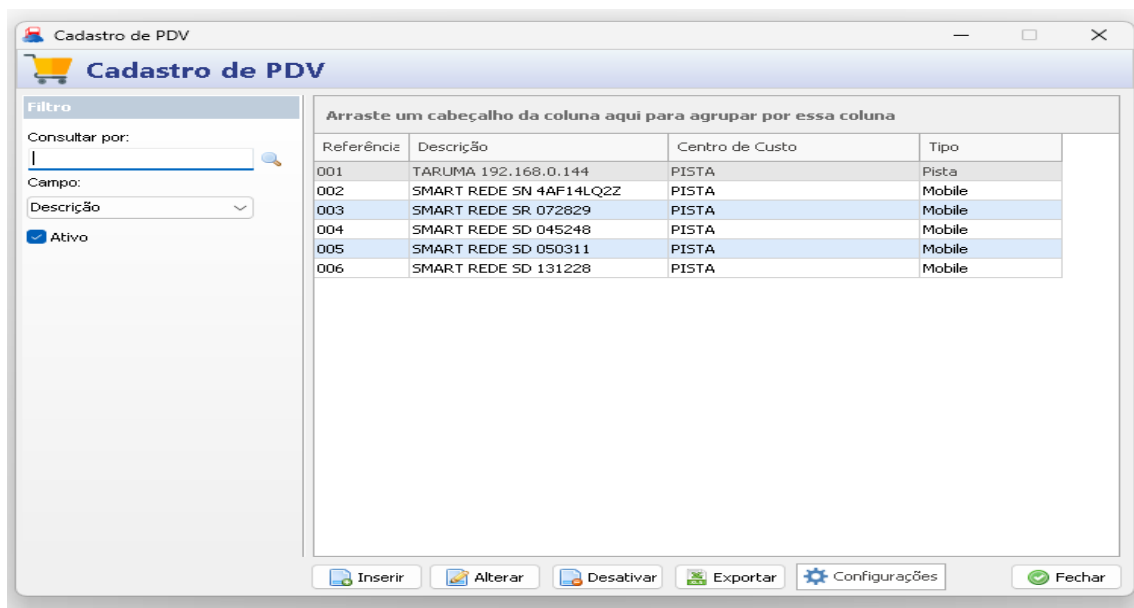 Cadastro de PDV
Cadastro de PDV
Filtro
Consultar por:
Campo:
Descrição
Ativo
Arraste um cabeçalho da coluna aqui para agrupar por essa coluna
Referência Descrição Centro de Custo Tipo
001 TARUMA 192.168.0.144 PISTA Pista
002 SMART REDE SN 4AF14LQ2Z PISTA Mobile
003 SMART REDE SR 072829 PISTA Mobile
004 SMART REDE SD 045248 PISTA Mobile
005 SMART REDE SD 050311 PISTA Mobile
006 SMART REDE SD 131228 PISTA Mobile
Inserir Alterar Desativar Exportar Configurações Fechar